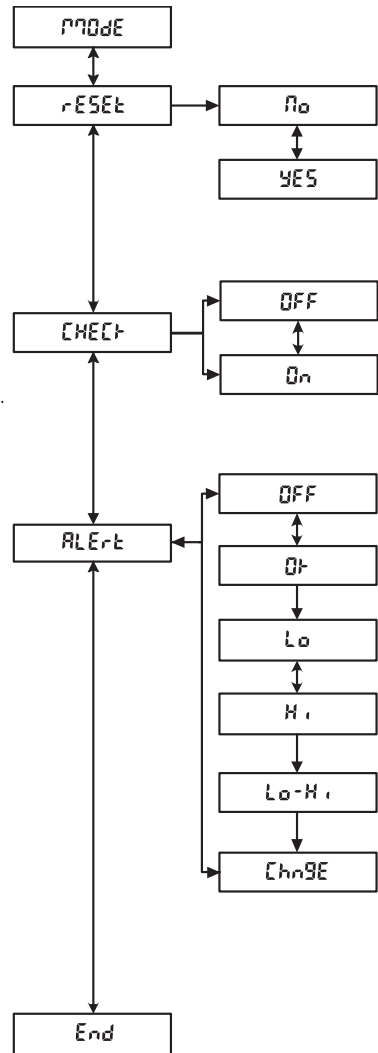 MODE
rESEt
No
YES
CHECk
OFF
On
ALErt
OFF
Ok
Lo
Hi
Lo-Hi
ChngE
End